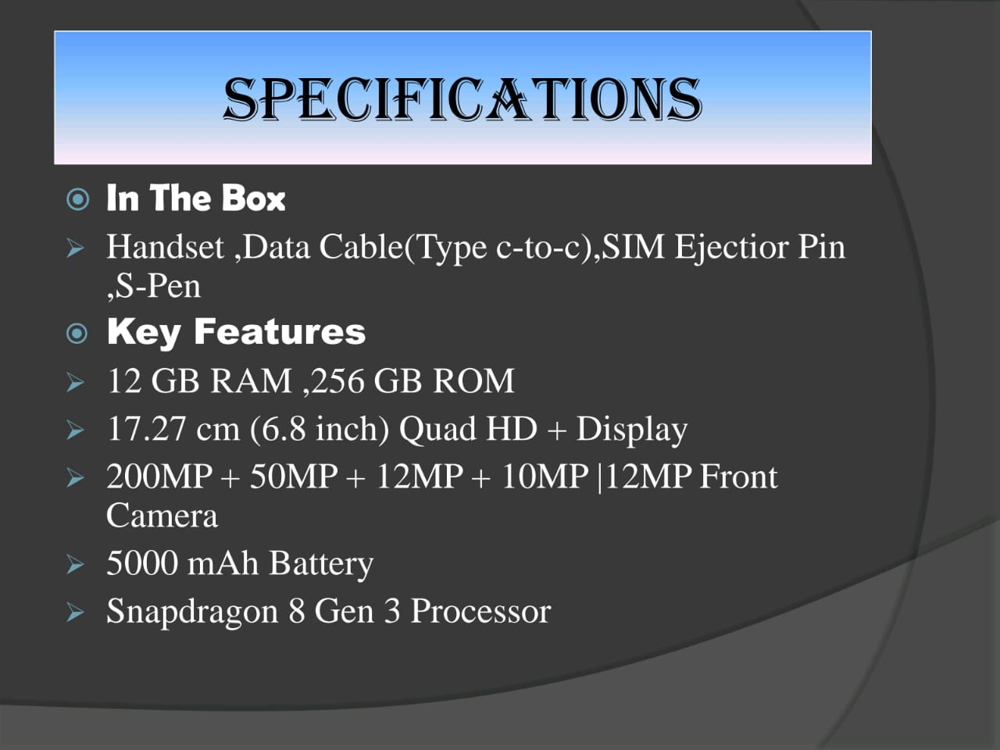 SPECIFICATIONS
In The Box
Handset ,Data Cable(Type c-to-c),SIM Ejectior Pin
,S-Pen
Key Features
12 GB RAM ,256 GB ROM
17.27 cm (6.8 inch) Quad HD + Display
200MP + 50MP + 12MP + 10MP |12MP Front
Camera
5000 mAh Battery
Snapdragon 8 Gen 3 Processor